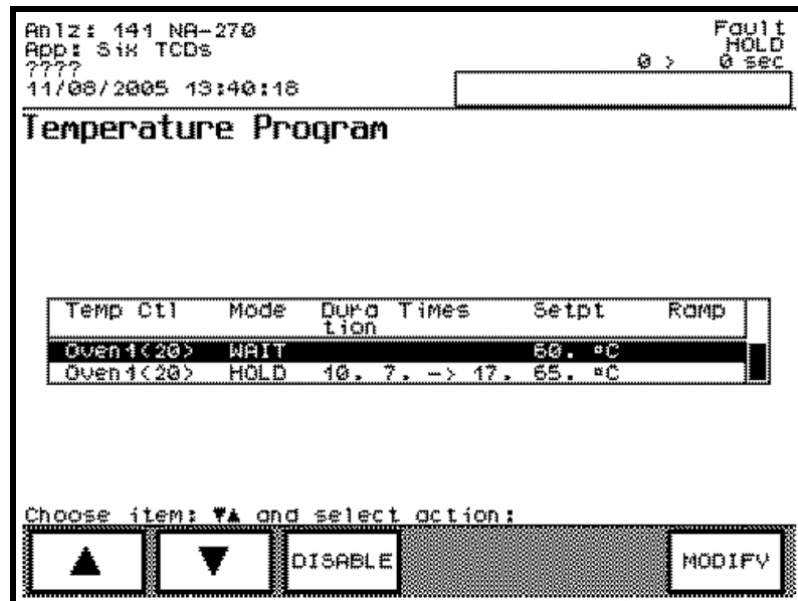 Anlz: 141 NA-270
Fault
App: Six TCDs
HOLD
????
0 > 0 sec
11/08/2005 13:40:18
Temperature Program
Temp Ctl Mode Dura Times Setpt Ramp
tion
Oven1(20) WAIT 60. ºC
Oven1(20) HOLD 10. 7. -> 17. 65. ºC
Choose item: ▼▲ and select action:
▲ ▼ DISABLE MODIFY